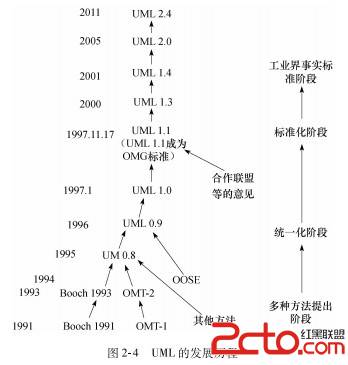 2011 UML 2.4
2005 UML 2.0
工业界事实标
准阶段
2001 UML 1.4
2000 UML 1.3
1997.11.17 UML 1.1
(UML 1.1成为
OMG标准)
标准化阶段
合作联盟
等的意见
1997.1 UML 1.0
1996 UML 0.9
统一化阶段
1995 UM 0.8
1994 OOSE
1993 Booch 1993 OMT-2
多种方法提出
阶段
其他方法
1991 Booch 1991 OMT-1
2cto.com
红黑联盟
图 2-4 UML 的发展历程